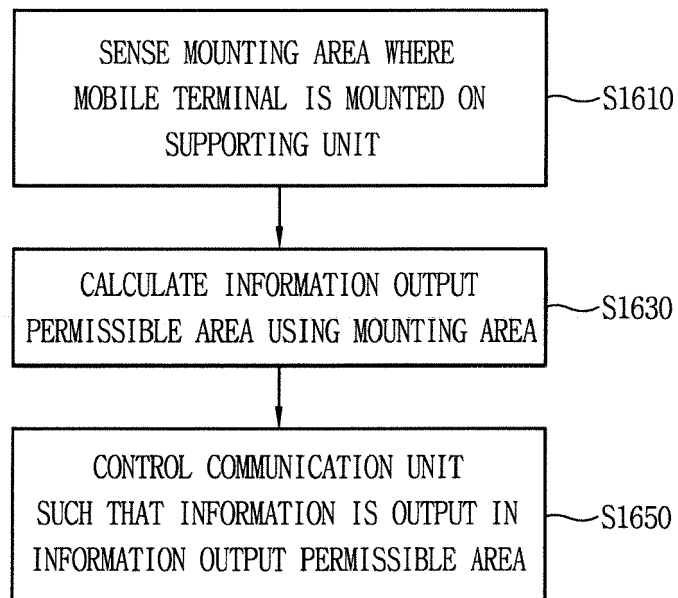 SENSE MOUNTING AREA WHERE
MOBILE TERMINAL IS MOUNTED ON
SUPPORTING UNIT
S1610
CALCULATE INFORMATION OUTPUT
PERMISSIBLE AREA USING MOUNTING AREA
S1630
CONTROL COMMUNICATION UNIT
SUCH THAT INFORMATION IS OUTPUT IN
INFORMATION OUTPUT PERMISSIBLE AREA
S1650